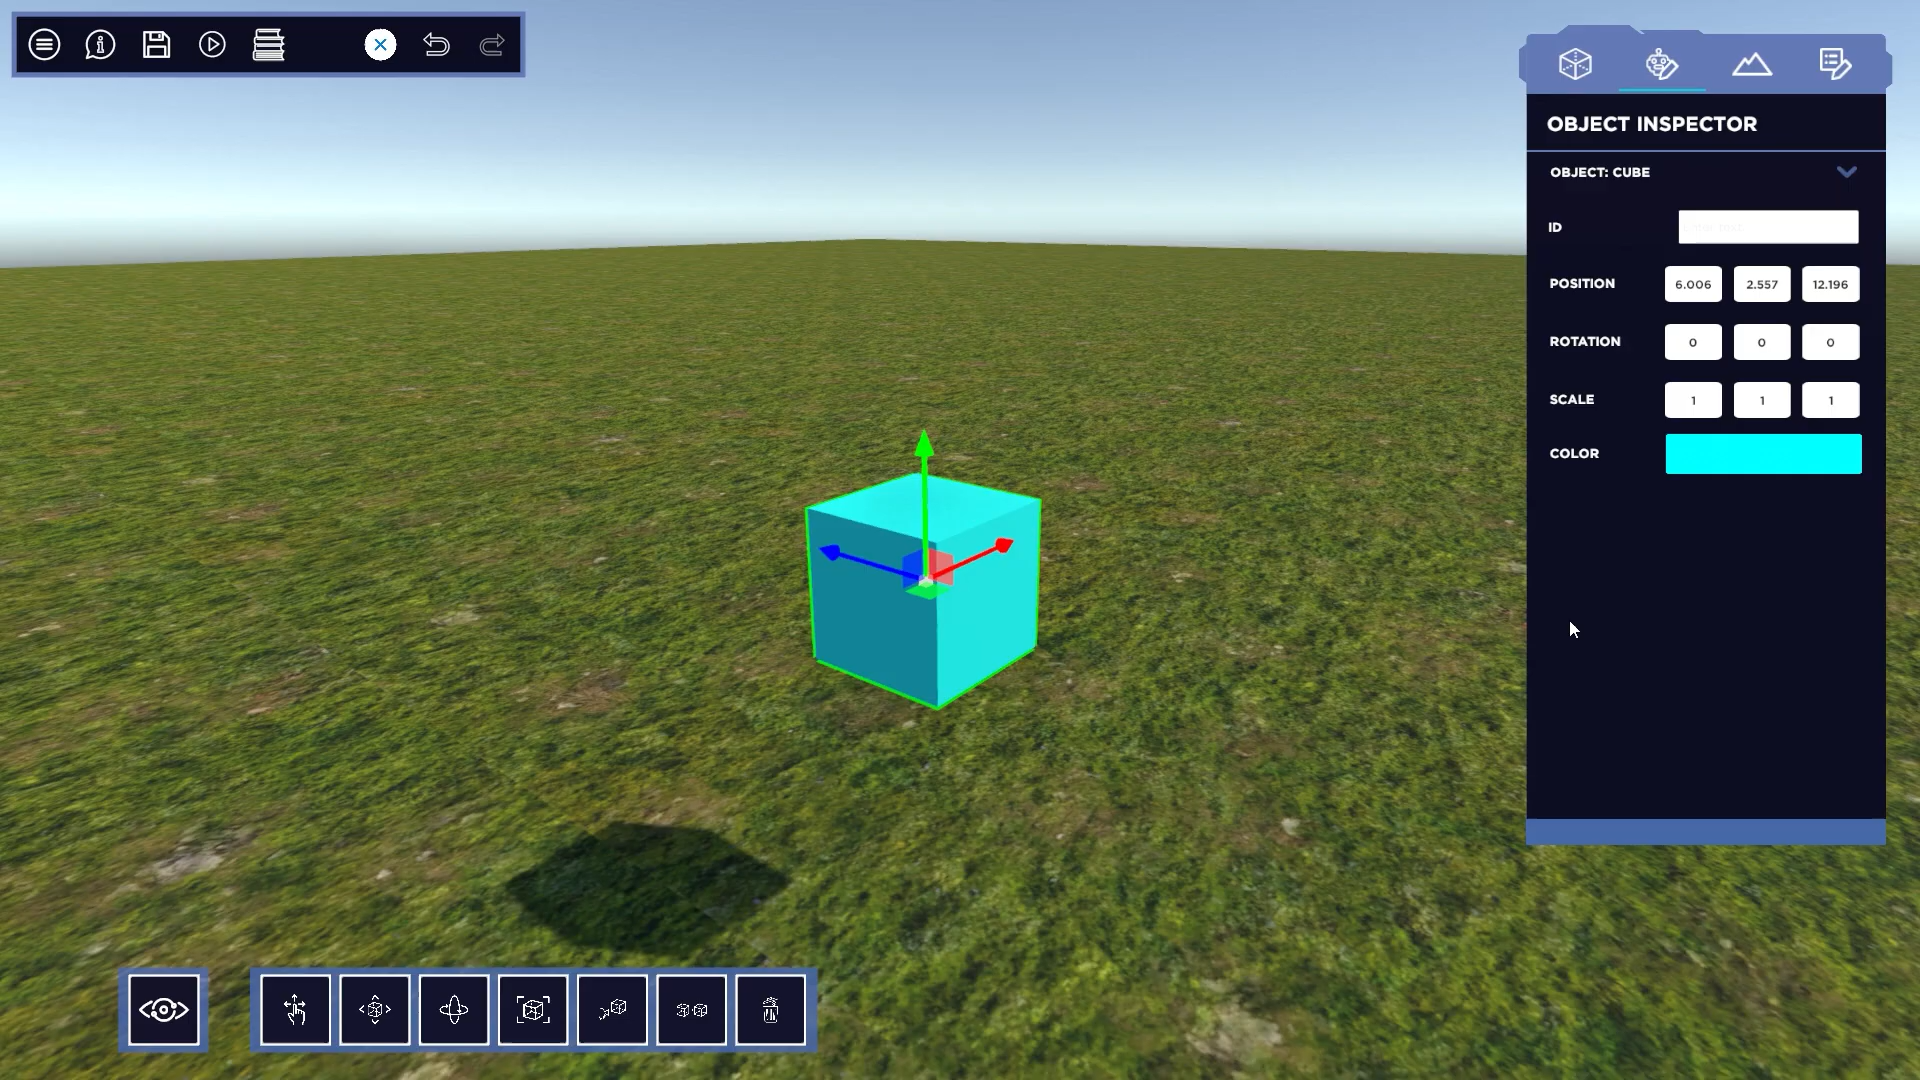 OBJECT INSPECTOR
OBJECT: CUBE
ID
POSITION 6.006 2.557 12.196
ROTATION 0 0 0
SCALE 1 1 1
COLOR